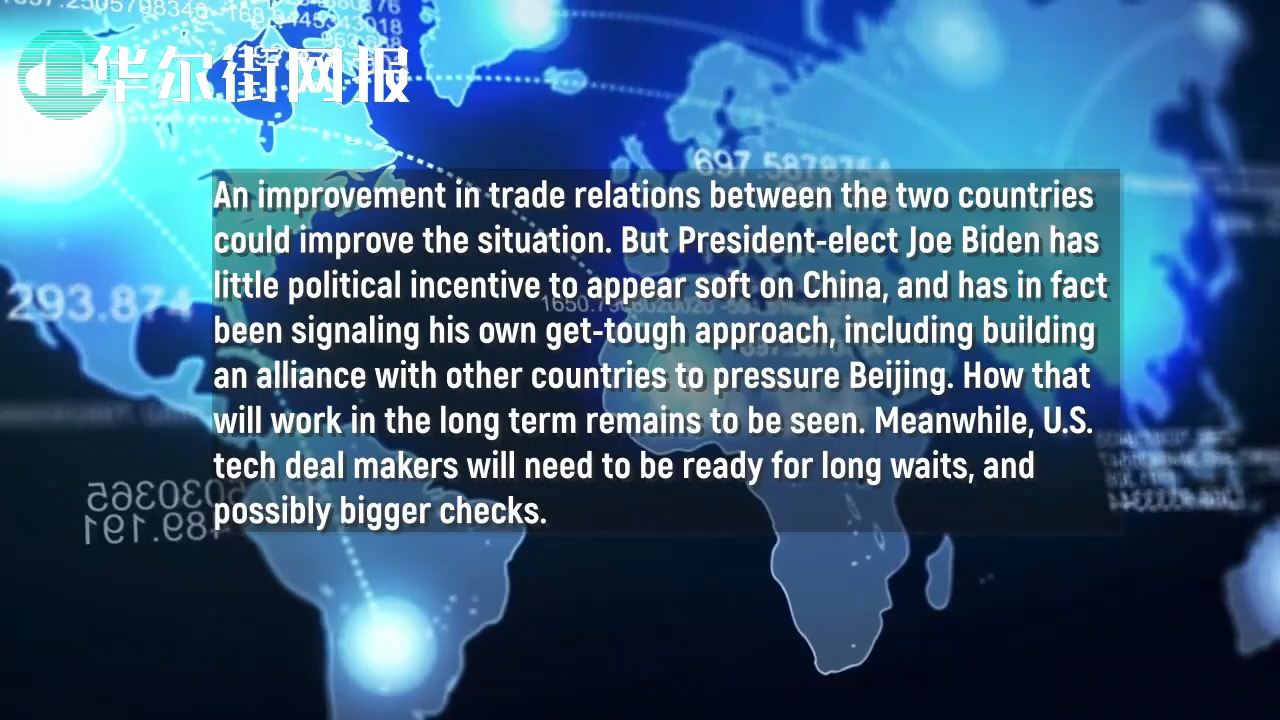 华尔街网报
697.5878764
An improvement in trade relations between the two countries
could improve the situation. But President-elect Joe Biden has
little political incentive to appear soft on China, and has in fact
been signaling his own get-tough approach, including building
an alliance with other countries to pressure Beijing. How that
will work in the long term remains to be seen. Meanwhile, U.S.
tech deal makers will need to be ready for long waits, and
possibly bigger checks.
293.874